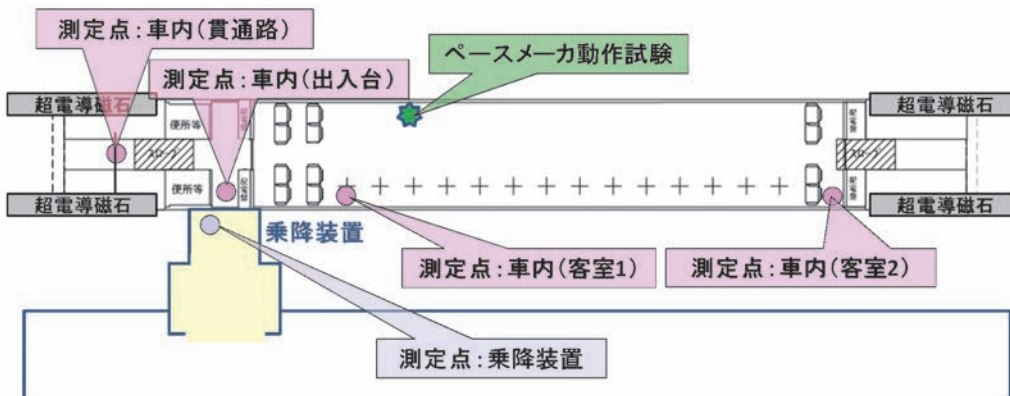 測定点：車内（貫通路）
ペースメーカ動作試験
測定点：車内（出入台）
超電導磁石
超電導磁石
便所等
スロープ
便所等
超電導磁石
超電導磁石
乗降装置
測定点：車内（客室1）
測定点：車内（客室2）
測定点：乗降装置